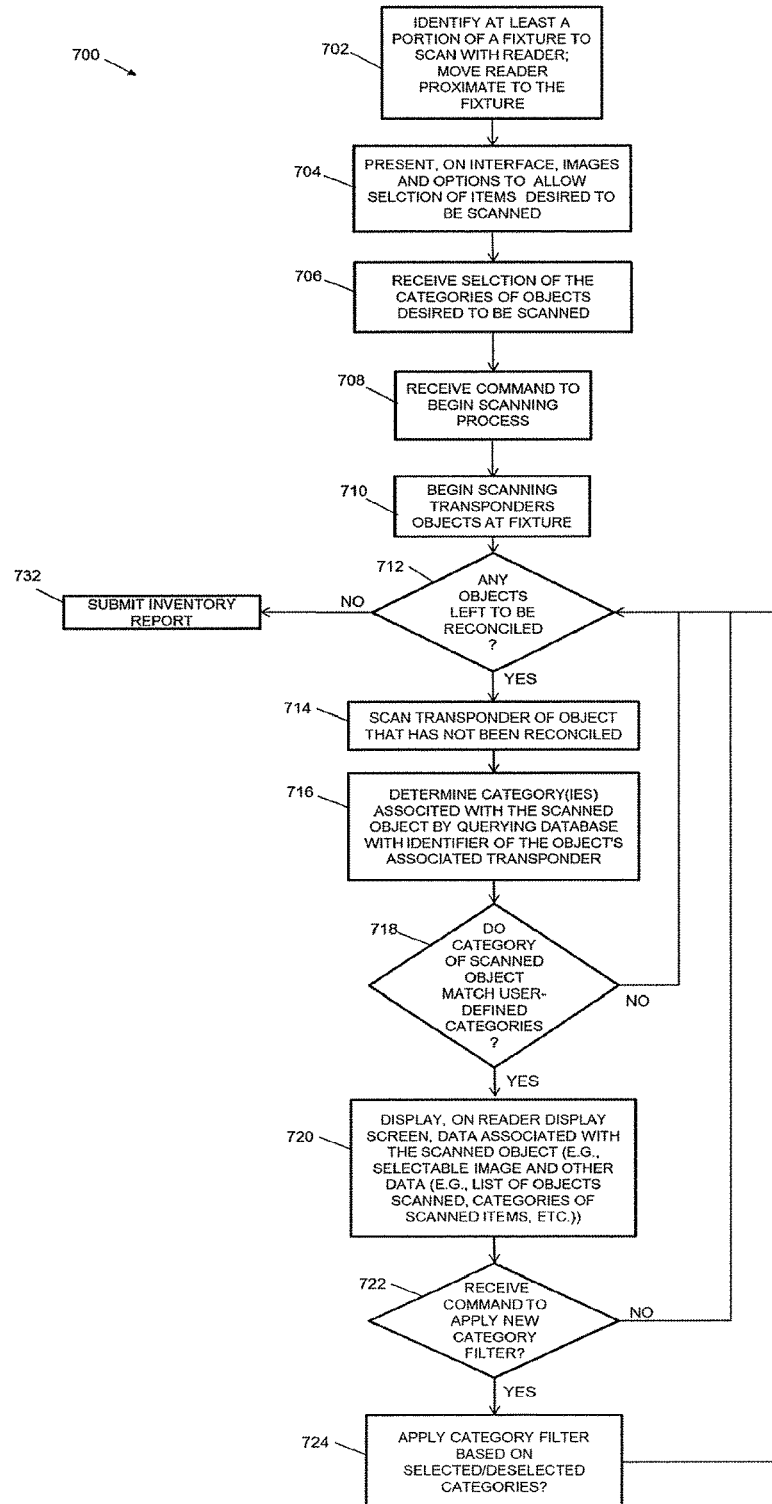 700
702
IDENTIFY AT LEAST A
PORTION OF A FIXTURE TO
SCAN WITH READER;
MOVE READER
PROXIMATE TO THE
FIXTURE
704
PRESENT, ON INTERFACE, IMAGES
AND OPTIONS TO ALLOW
SELCTION OF ITEMS DESIRED TO
BE SCANNED
706
RECEIVE SELCTION OF THE
CATEGORIES OF OBJECTS
DESIRED TO BE SCANNED
708
RECEIVE COMMAND TO
BEGIN SCANNING
PROCESS
710
BEGIN SCANNING
TRANSPONDERS
OBJECTS AT FIXTURE
712
ANY
OBJECTS
LEFT TO BE
RECONCILED
?
NO
732
SUBMIT INVENTORY
REPORT
YES
714
SCAN TRANSPONDER OF OBJECT
THAT HAS NOT BEEN RECONCILED
716
DETERMINE CATEGORY(IES)
ASSOCITED WITH THE SCANNED
OBJECT BY QUERYING DATABASE
WITH IDENTIFIER OF THE OBJECT'S
ASSOCIATED TRANSPONDER
718
DO
CATEGORY
OF SCANNED
OBJECT
MATCH USER-
DEFINED
CATEGORIES
?
NO
YES
720
DISPLAY, ON READER DISPLAY
SCREEN, DATA ASSOCIATED WITH
THE SCANNED OBJECT (E.G.,
SELECTABLE IMAGE AND OTHER
DATA (E.G., LIST OF OBJECTS
SCANNED, CATEGORIES OF
SCANNED ITEMS, ETC.))
722
RECEIVE
COMMAND TO
APPLY NEW
CATEGORY
FILTER?
NO
YES
724
APPLY CATEGORY FILTER
BASED ON
SELECTED/DESELECTED
CATEGORIES?